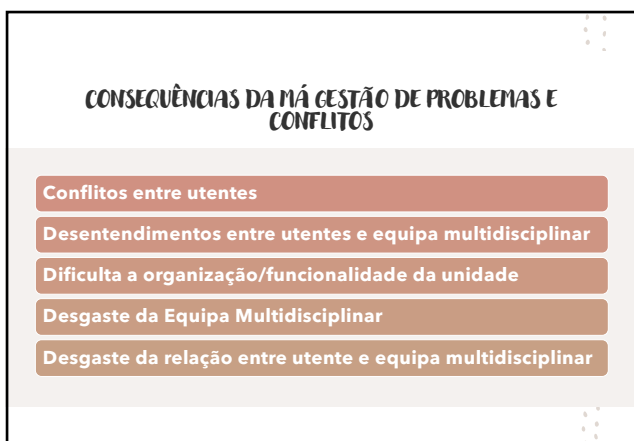 CONSEQUÊNCIAS DA MÁ GESTÃO DE PROBLEMAS E
CONFLITOS
Conflitos entre utentes
Desentendimentos entre utentes e equipa multidisciplinar
Dificulta a organização/funcionalidade da unidade
Desgaste da Equipa Multidisciplinar
Desgaste da relação entre utente e equipa multidisciplinar